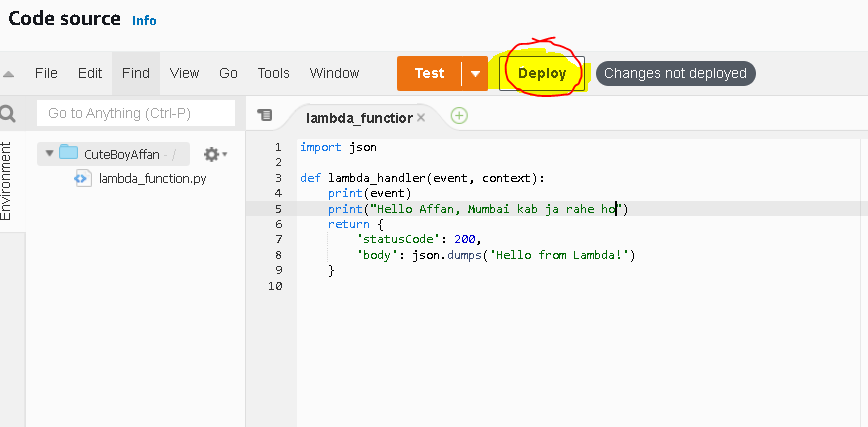 Code source Info
File Edit Find View Go Tools Window Test Deploy Changes not deployed
Go to Anything (Ctrl-P)
lambda_function
Environment
CuteBoyAffan - /
lambda_function.py
1 import json
2
3 def lambda_handler(event, context):
4 print(event)
5 print("Hello Affan, Mumbai kab ja rahe ho")
6 return {
7 'statusCode': 200,
8 'body': json.dumps('Hello from Lambda!')
9 }
10